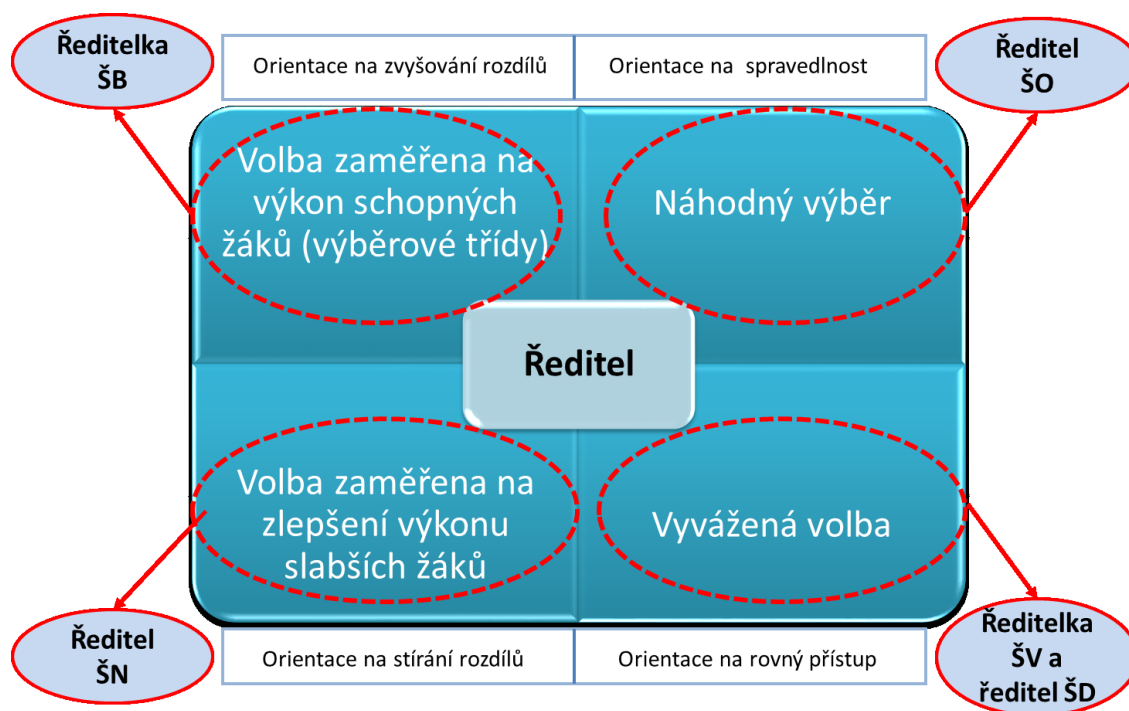 Ředitelka
ŠB
Orientace na zvyšování rozdílů
Orientace na spravedlnost
Ředitel
ŠO
Volba zaměřena na
výkon schopných
žáků (výběrové třídy)
Náhodný výběr
Ředitel
Volba zaměřena na
zlepšení výkonu
slabších žáků
Vyvážená volba
Ředitel
ŠN
Orientace na stírání rozdílů
Orientace na rovný přístup
Ředitelka
ŠV a
ředitel ŠD